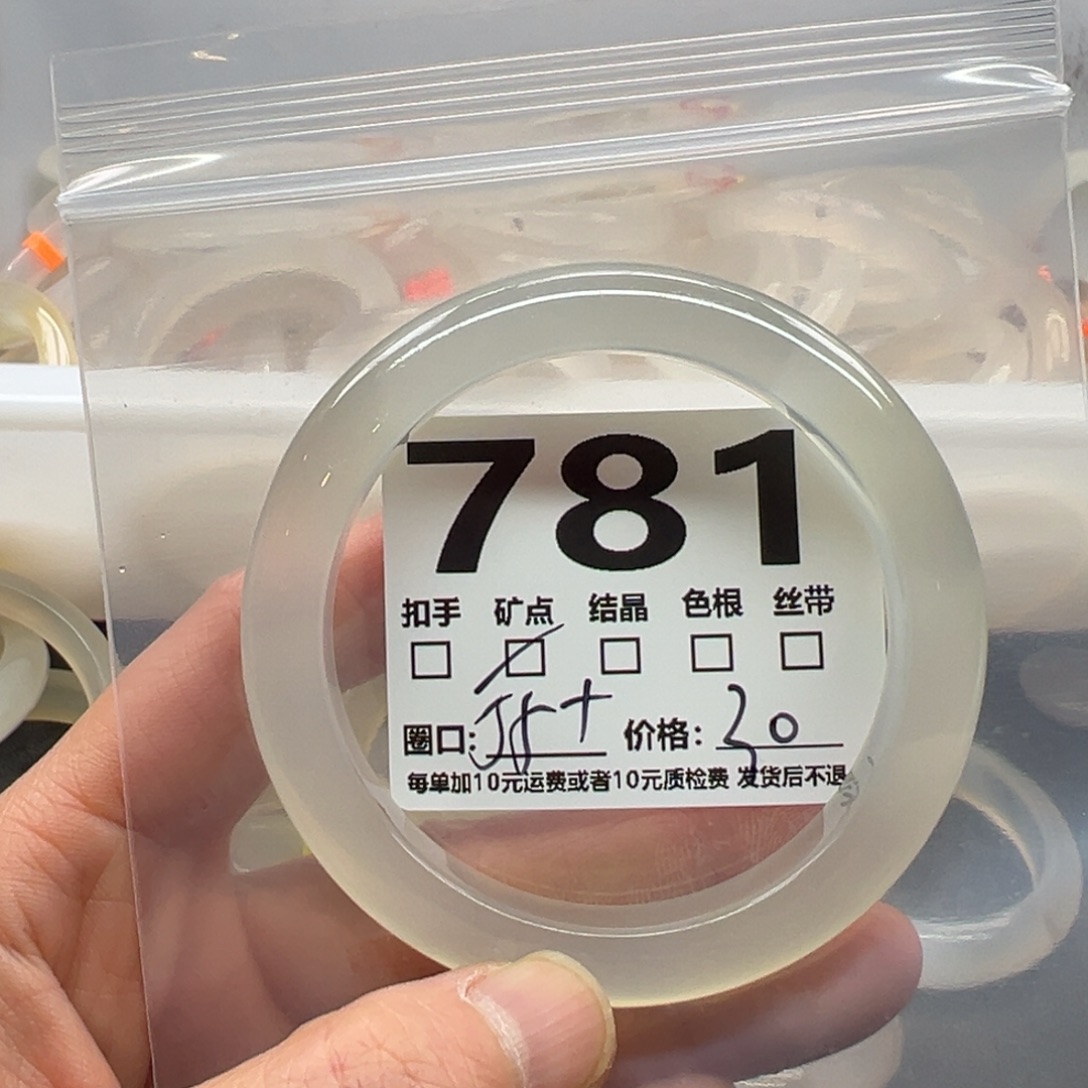 781
扣手 矿点 结晶 色根 丝带
圈口: 58+ 价格: 30
每单加10元运费或者10元质检费 发货后不退